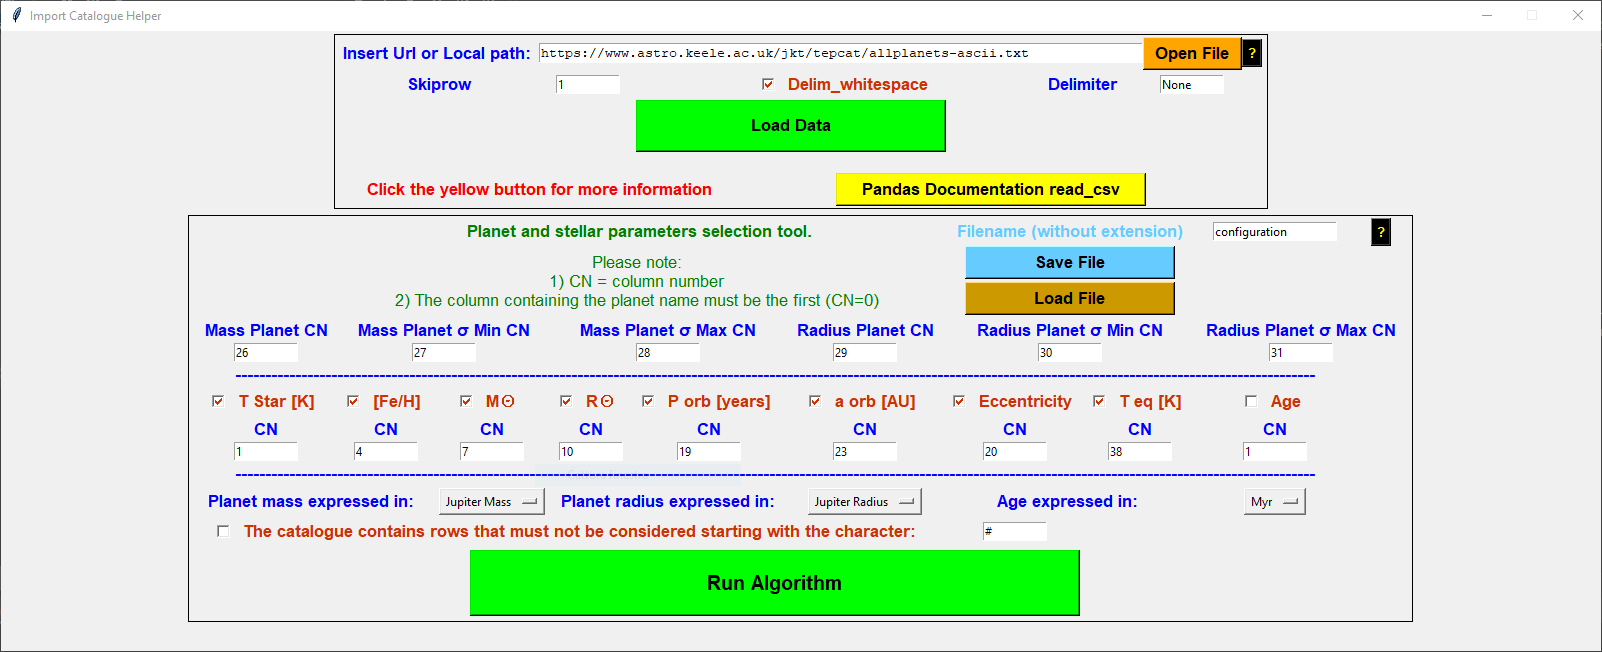 Import Catalogue Helper
Insert Url or Local path: https://www.astro.keele.ac.uk/jkt/tepcat/allplanets-ascii.txt Open File ?
Skiprow 1 Delim_whitespace Delimiter None
Load Data
Click the yellow button for more information Pandas Documentation read_csv
Planet and stellar parameters selection tool. Filename (without extension) configuration ?
Please note: Save File
1) CN = column number
2) The column containing the planet name must be the first (CN=0) Load File
Mass Planet CN Mass Planet σ Min CN Mass Planet σ Max CN Radius Planet CN Radius Planet σ Min CN Radius Planet σ Max CN
26 27 28 29 30 31
T Star [K] [Fe/H] M⊙ R⊙ P orb [years] a orb [AU] Eccentricity T eq [K] Age
CN CN CN CN CN CN CN CN CN
1 4 7 10 19 23 20 38 1
Planet mass expressed in: Jupiter Mass Planet radius expressed in: Jupiter Radius Age expressed in: Myr
The catalogue contains rows that must not be considered starting with the character: #
Run Algorithm